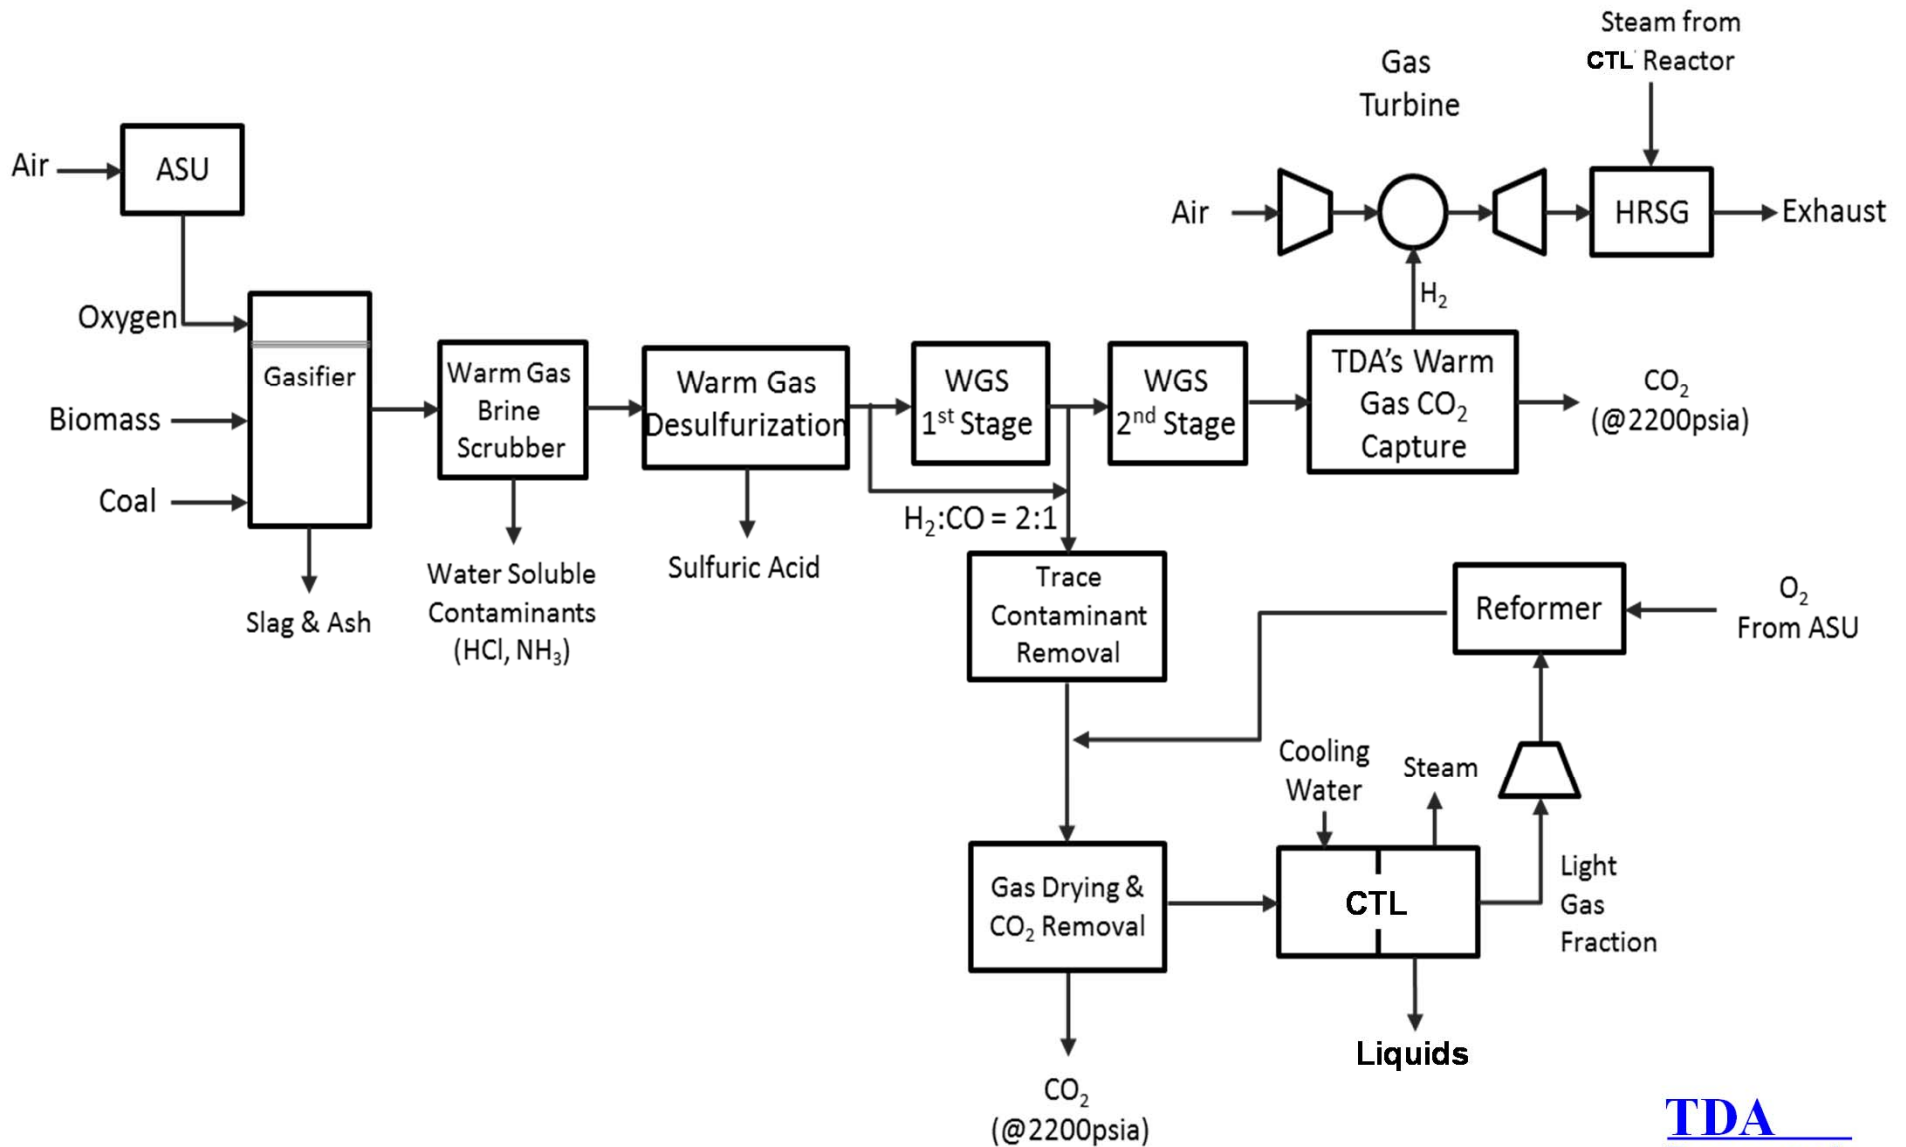 Steam from
CTL Reactor
Gas
Turbine
Air
ASU
Air
HRSG
Exhaust
H₂
Oxygen
Gasifier
Biomass
Coal
Warm Gas
Brine
Scrubber
Warm Gas
Desulfurization
WGS
1st Stage
WGS
2nd Stage
TDA's Warm
Gas CO₂
Capture
CO₂
(@2200psia)
H₂:CO = 2:1
Slag & Ash
Water Soluble
Contaminants
(HCl, NH₃)
Sulfuric Acid
Trace
Contaminant
Removal
Reformer
O₂
From ASU
Cooling
Water
Steam
Gas Drying &
CO₂ Removal
CTL
Light
Gas
Fraction
Liquids
CO₂
(@2200psia)
TDA